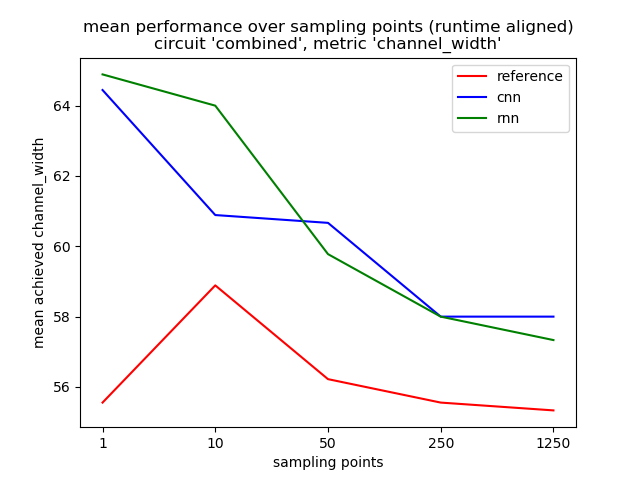 mean performance over sampling points (runtime aligned)
circuit 'combined', metric 'channel_width'
reference
cnn
rnn
64
62
60
58
56
mean achieved channel_width
1
10
50
250
1250
sampling points